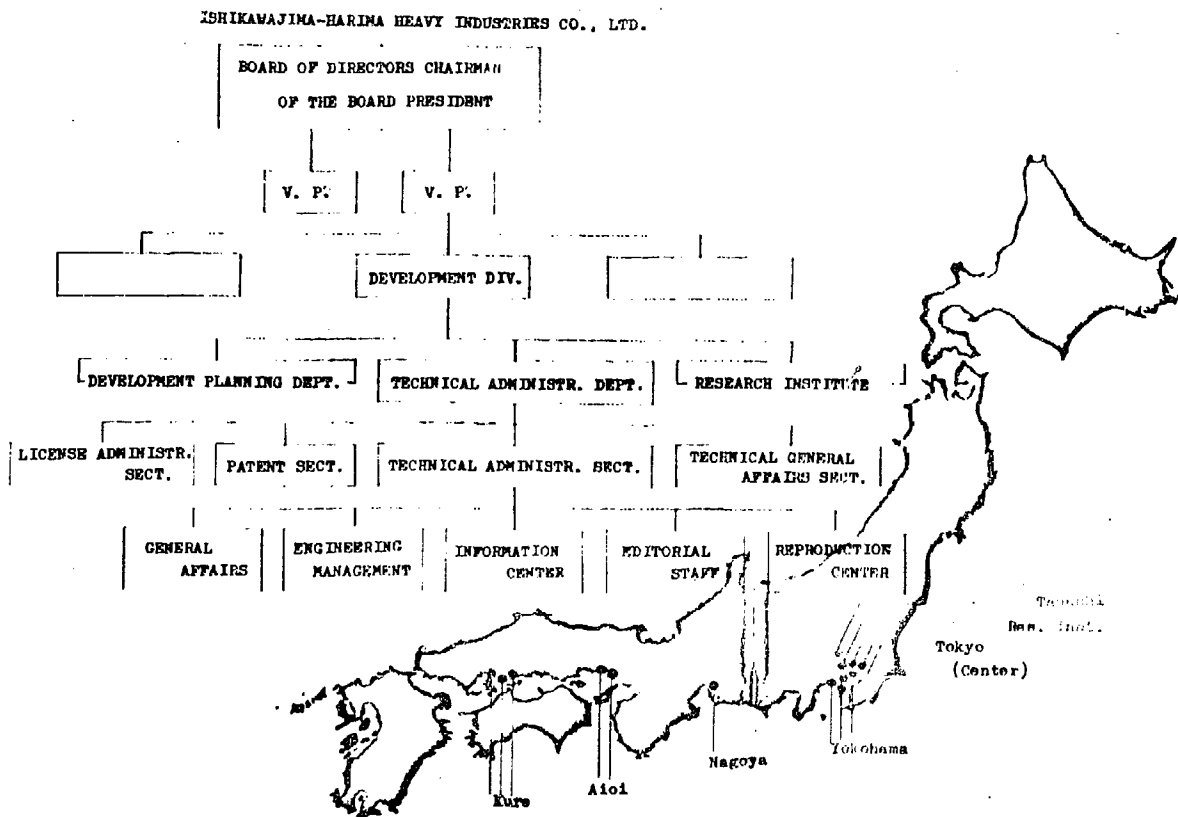 ISHIKAWAJIMA-HARIMA HEAVY INDUSTRIES CO., LTD.
BOARD OF DIRECTORS CHAIRMAN
OF THE BOARD PRESIDENT
V. P.
V. P.
DEVELOPMENT DIV.
DEVELOPMENT PLANNING DEPT.
TECHNICAL ADMINISTR. DEPT.
RESEARCH INSTITUTE
LICENSE ADMINISTR.
SECT.
PATENT SECT.
TECHNICAL ADMINISTR. SECT.
TECHNICAL GENERAL
AFFAIRS SECT.
GENERAL
AFFAIRS
ENGINEERING
MANAGEMENT
INFORMATION
CENTER
EDITORIAL
STAFF
REPRODUCTION
CENTER
Res. Inst.
Tokyo
(Center)
Yokohama
Nagoya
Aioi
Kure